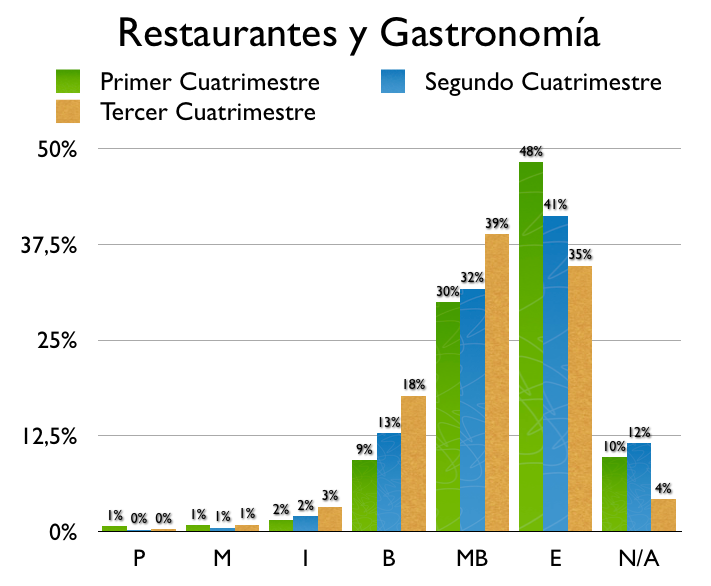 Restaurantes y Gastronomía
Primer Cuatrimestre
Segundo Cuatrimestre
Tercer Cuatrimestre
50%
37,5%
25%
12,5%
0%
1% 0% 0%
1% 1% 1%
2% 2% 3%
9% 13% 18%
30% 32% 39%
48% 41% 35%
10% 12% 4%
P M I B MB E N/A